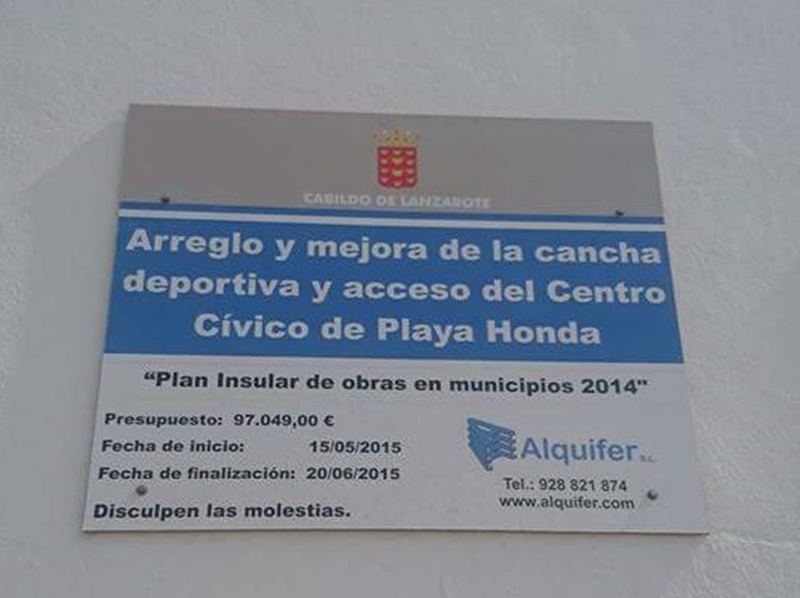 CABILDO DE LANZAROTE
Arreglo y mejora de la cancha
deportiva y acceso del Centro
Cívico de Playa Honda
“Plan Insular de obras en municipios 2014"
Presupuesto: 97.049,00 €
Fecha de inicio: 15/05/2015
Fecha de finalización: 20/06/2015
Disculpen las molestias.
Alquifer S.L.
Tel.: 928 821 874
www.alquifer.com